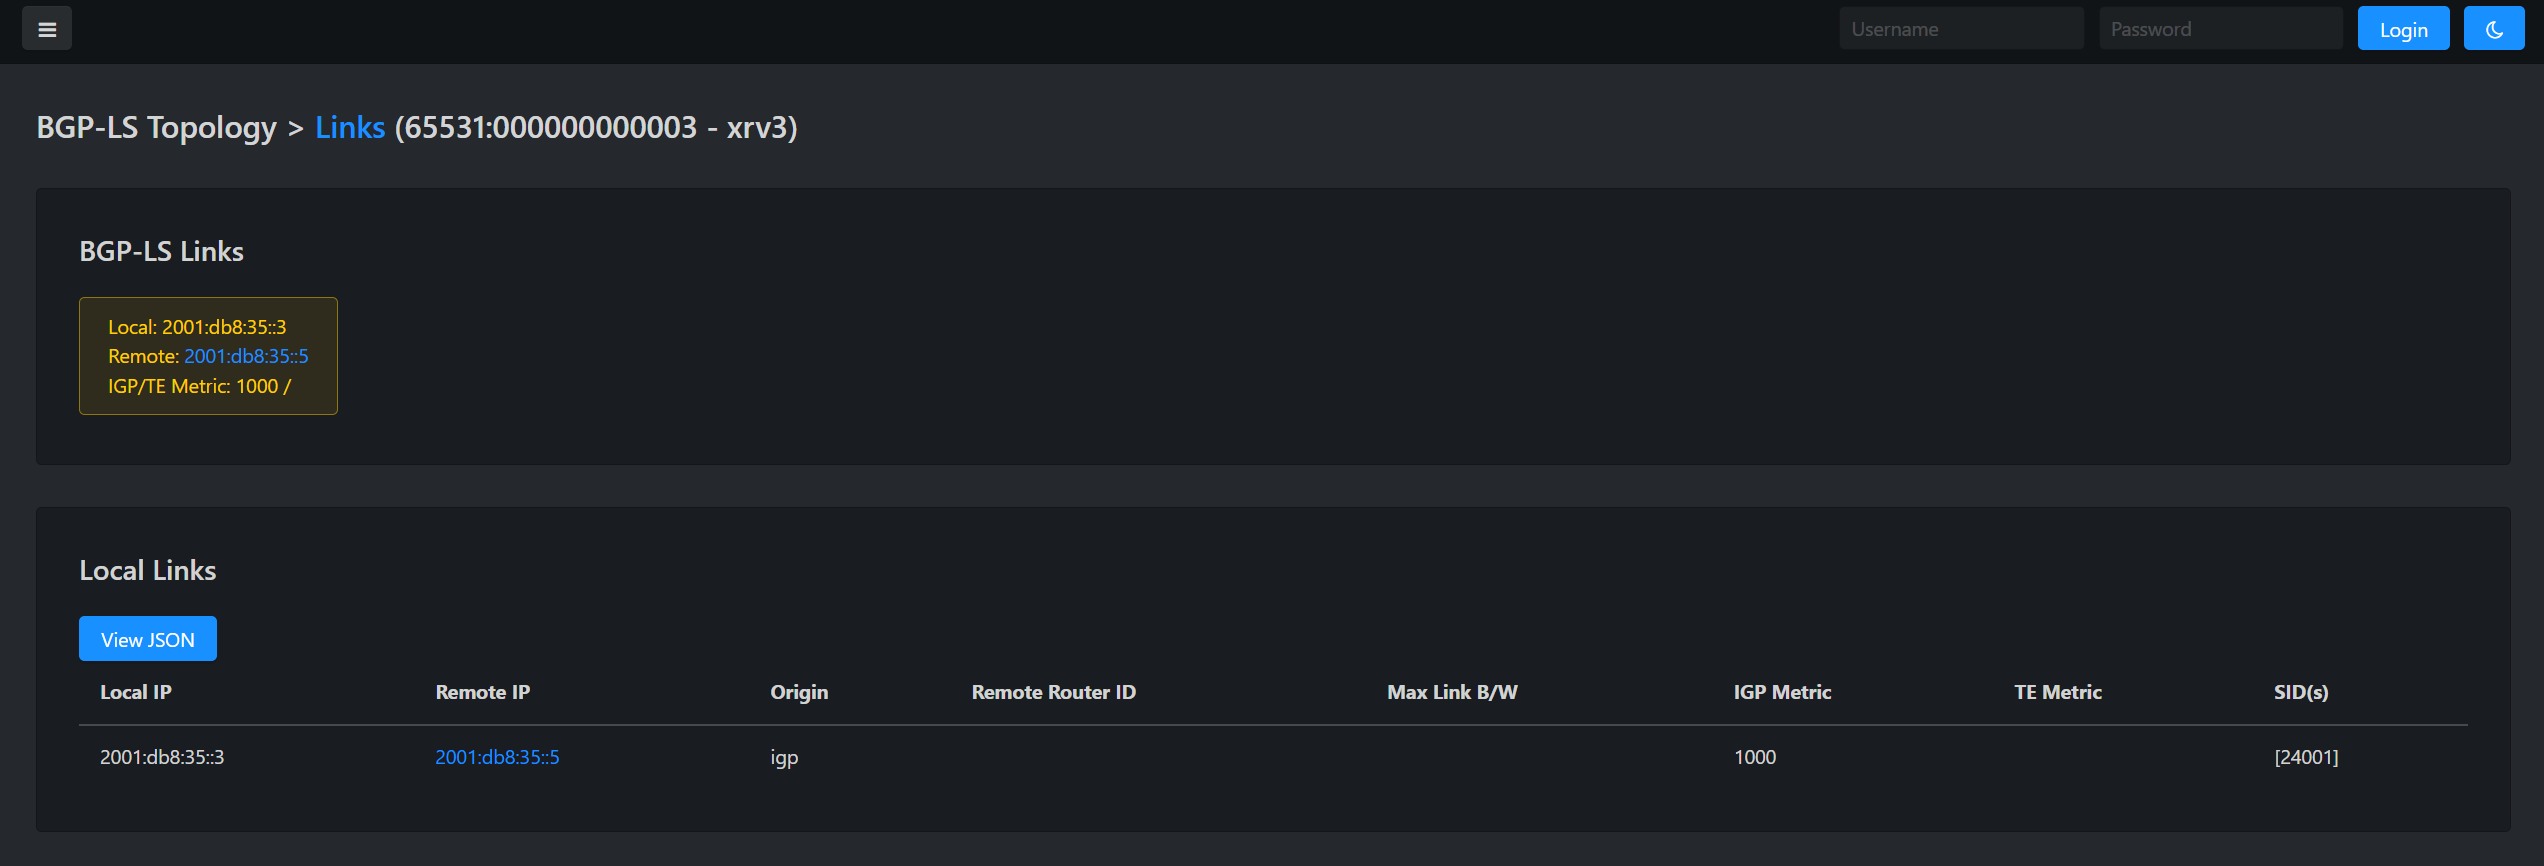 Username Password Login
BGP-LS Topology > Links (65531:000000000003 - xrv3)
BGP-LS Links
Local: 2001:db8:35::3
Remote: 2001:db8:35::5
IGP/TE Metric: 1000 /
Local Links
View JSON
Local IP Remote IP Origin Remote Router ID Max Link B/W IGP Metric TE Metric SID(s)
2001:db8:35::3 2001:db8:35::5 igp 1000 [24001]